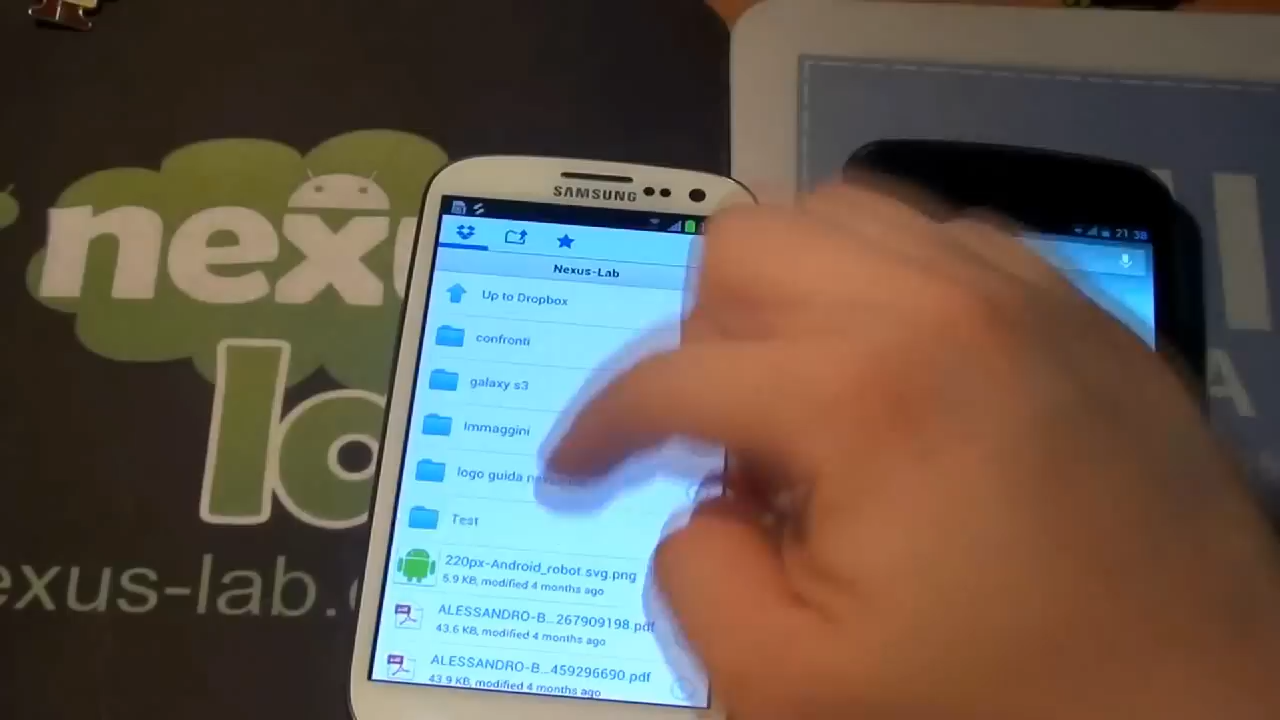 nexu
lo
exus-lab.
SAMSUNG
Nexus-Lab
Up to Dropbox
confronti
galaxy s3
Immaggini
logo guida
Test
220px-Android_robot.svg.png
5.9 KB, modified 4 months ago
ALESSANDRO-B...267909198.pdf
43.6 KB, modified 4 months ago
ALESSANDRO-B...459296690.pdf
43.9 KB, modified 4 months ago
21:38
A